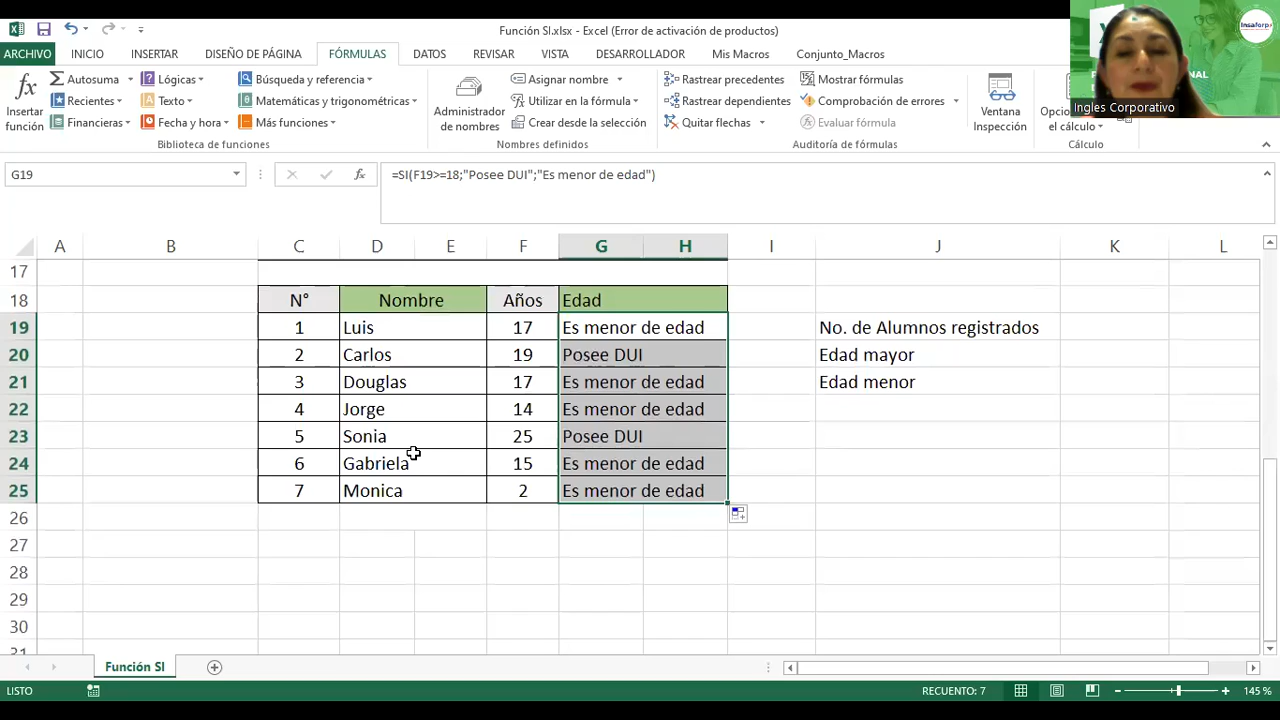 Función SI.xlsx - Excel (Error de activación de productos)
ARCHIVO INICIO INSERTAR DISEÑO DE PÁGINA FÓRMULAS DATOS REVISAR VISTA DESARROLLADOR Mis Macros Conjunto_Macros
Insertar función
Autosuma
Recientes
Financieras
Lógicas
Texto
Fecha y hora
Búsqueda y referencia
Matemáticas y trigonométricas
Más funciones
Biblioteca de funciones
Administrador de nombres
Asignar nombre
Utilizar en la fórmula
Crear desde la selección
Nombres definidos
Rastrear precedentes
Rastrear dependientes
Quitar flechas
Mostrar fórmulas
Comprobación de errores
Evaluar fórmula
Auditoría de fórmulas
Ventana Inspección
el cálculo
Cálculo
Insaforp
Ingles Corporativo
G19 fx =SI(F19>=18;"Posee DUI";"Es menor de edad")
A B C D E F G H I J K L
17
18 N° Nombre Años Edad
19 1 Luis 17 Es menor de edad No. de Alumnos registrados
20 2 Carlos 19 Posee DUI Edad mayor
21 3 Douglas 17 Es menor de edad Edad menor
22 4 Jorge 14 Es menor de edad
23 5 Sonia 25 Posee DUI
24 6 Gabriela 15 Es menor de edad
25 7 Monica 2 Es menor de edad
26
27
28
29
30
31
Función SI
LISTO RECUENTO: 7 145 %